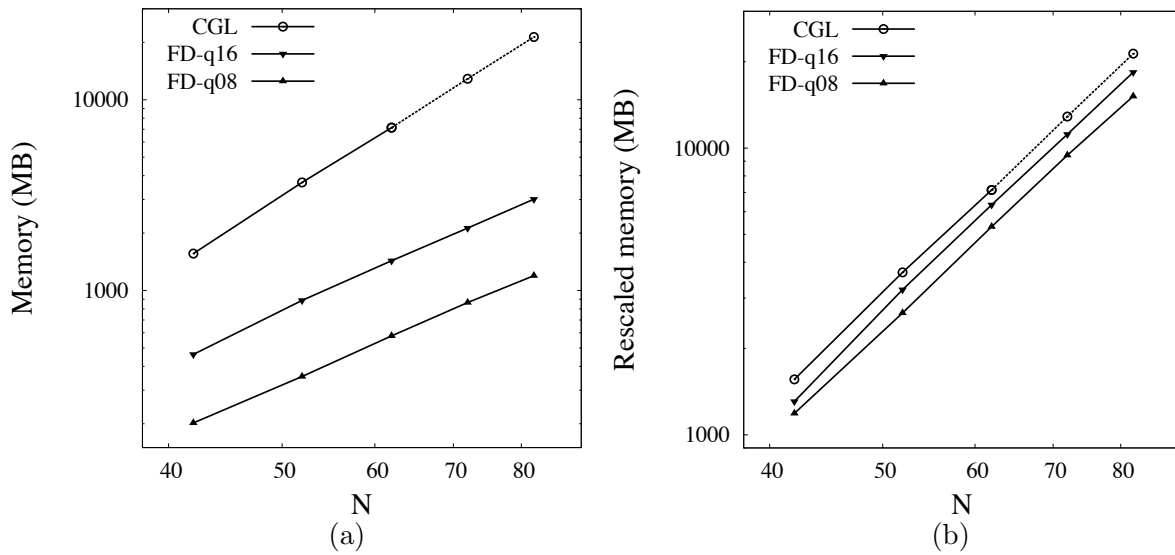 CGL
FD-q16
FD-q08
10000
1000
Memory (MB)
40
50
60
70
80
N
(a)
CGL
FD-q16
FD-q08
10000
1000
Rescaled memory (MB)
40
50
60
70
80
N
(b)